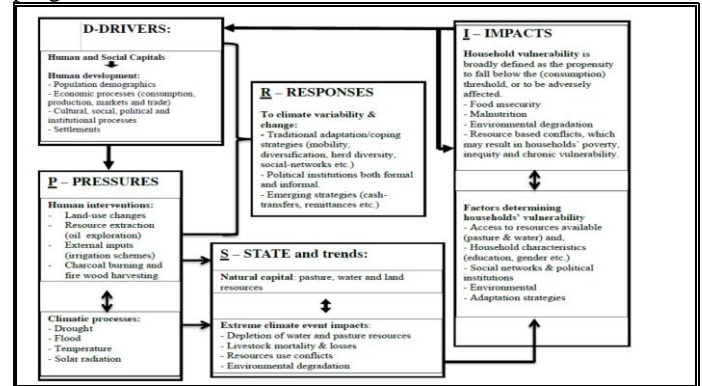 D-DRIVERS:
Human and Social Capitals
Human development:
- Population demographics
- Economic processes (consumption,
production, markets and trade)
- Cultural, social, political and
institutional processes
- Settlements
P – PRESSURES
Human interventions:
- Land-use changes
- Resource extraction
(oil exploration)
- External inputs
(irrigation schemes)
- Charcoal burning and
fire wood harvesting
Climatic processes:
- Drought
- Flood
- Temperature
- Solar radiation
R – RESPONSES
To climate variability &
change:
- Traditional adaptation/coping
strategies (mobility,
diversification, herd diversity,
social-networks etc.)
- Political institutions both formal
and informal.
- Emerging strategies (cash-
transfers, remittances etc.)
S – STATE and trends:
Natural capital: pasture, water and land
resources
Extreme climate event impacts:
- Depletion of water and pasture resources
- Livestock mortality & losses
- Resources use conflicts
- Environmental degradation
I – IMPACTS
Household vulnerability is
broadly defined as the propensity
to fall below the (consumption)
threshold, or to be adversely
affected.
- Food insecurity
- Malnutrition
- Environmental degradation
- Resource based conflicts, which
may result in households` poverty,
inequity and chronic vulnerability.
Factors determining
households' vulnerability
- Access to resources available
(pasture & water) and,
- Household characteristics
(education, gender etc.)
- Social networks & political
institutions
- Environmental
- Adaptation strategies